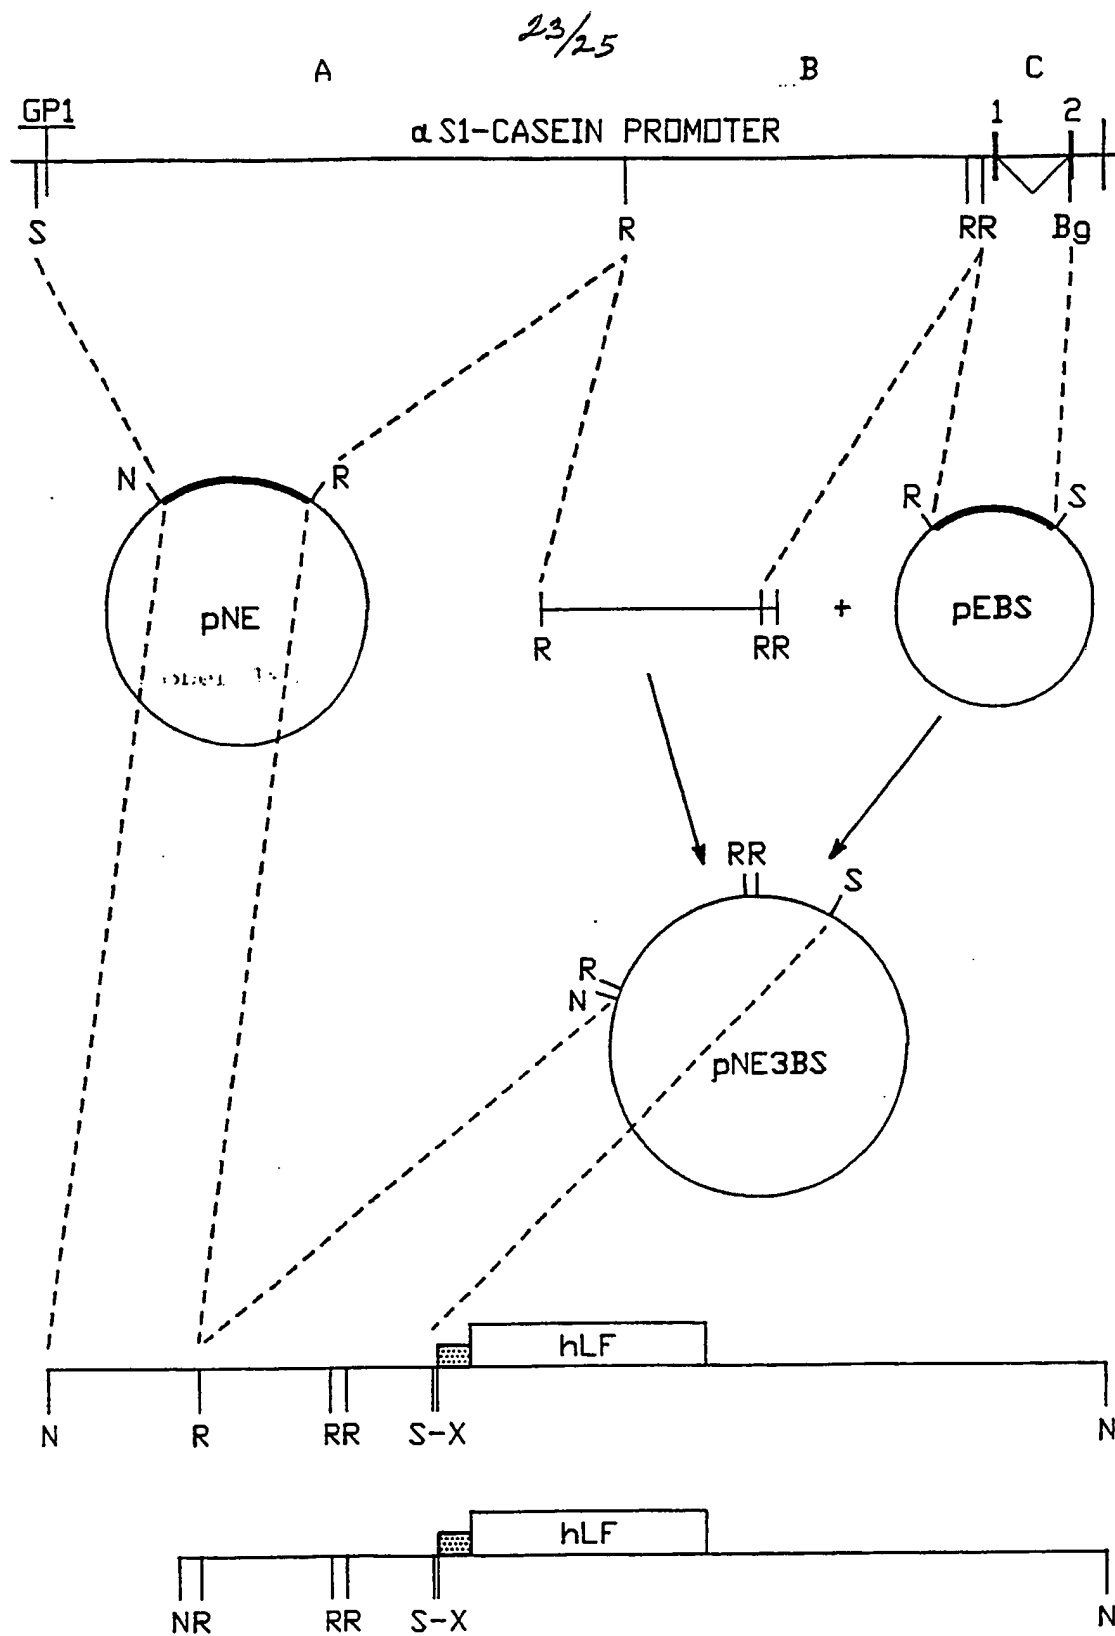 23/25
A B C
GP1 1 2
α S1-CASEIN PROMOTER
S R RR Bg
N R R S
pNE pEBS
R RR +
RR S
R
N
pNE3BS
hLF
N R RR S-X N
hLF
NR RR S-X N